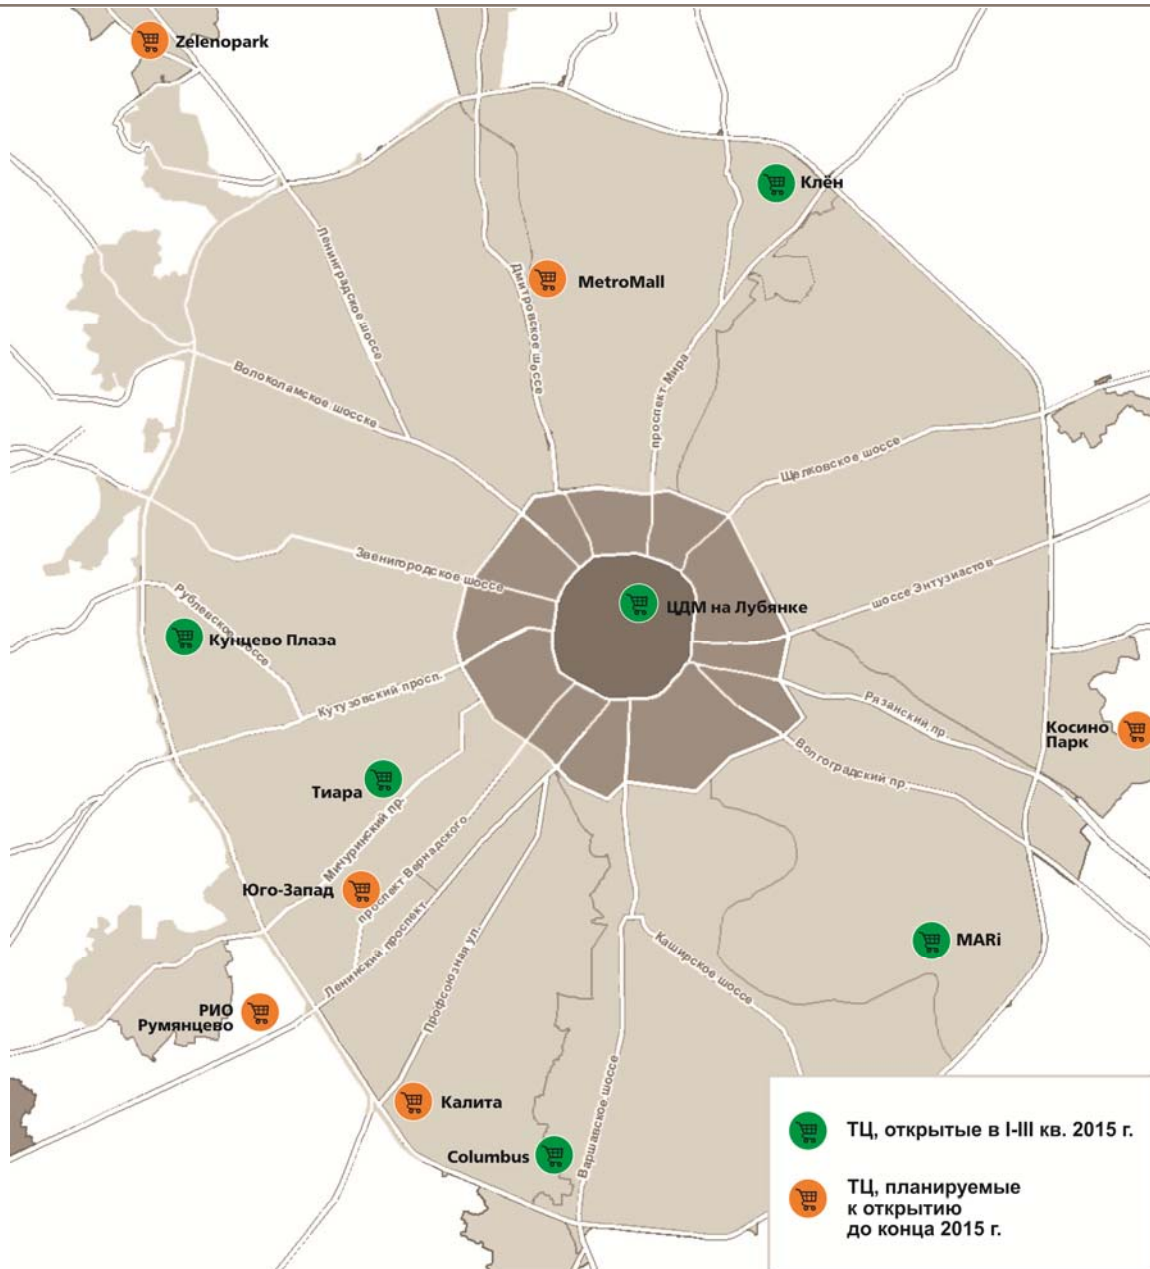 Zelenopark
Клён
Ленинградское шоссе
Дмитровское шоссе
MetroMall
проспект Мира
Волоколамское шосске
Щелковское шоссе
Звенигородское шоссе
шоссе Энтузиастов
Рублевское шоссе
ЦДМ на Лубянке
Кунцево Плаза
Кутузовский просп.
Рязанский пр.
Косино
Парк
Волгоградский пр.
Тиара
Мичуринский пр.
проспект Вернадского
Юго-Запад
Ленинский проспект
Профсоюзная ул.
Каширское шоссе
MARi
РИО
Румянцево
Варшавское шоссе
Калита
Columbus
ТЦ, открытые в I-III кв. 2015 г.
ТЦ, планируемые
к открытию
до конца 2015 г.